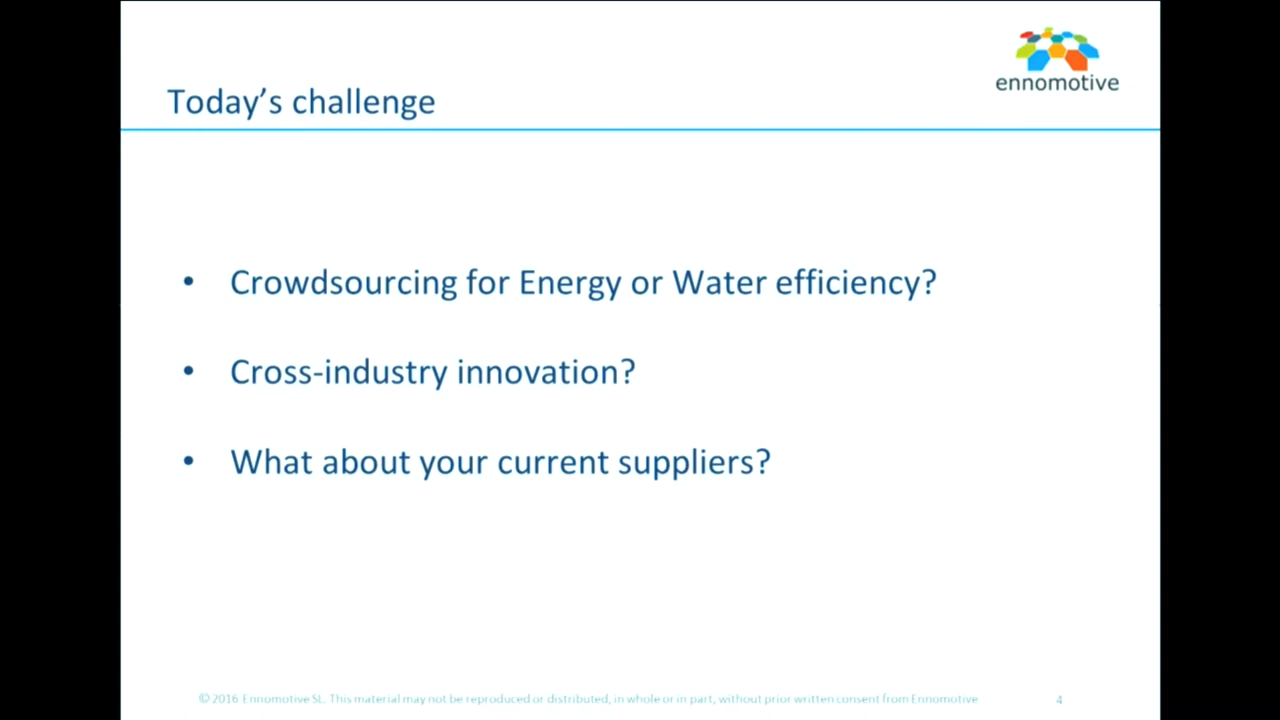 ennomotive
Today's challenge
• Crowdsourcing for Energy or Water efficiency?
• Cross-industry innovation?
• What about your current suppliers?
© 2016 Ennomotive SL. This material may not be reproduced or distributed, in whole or in part, without prior written consent from Ennomotive
4